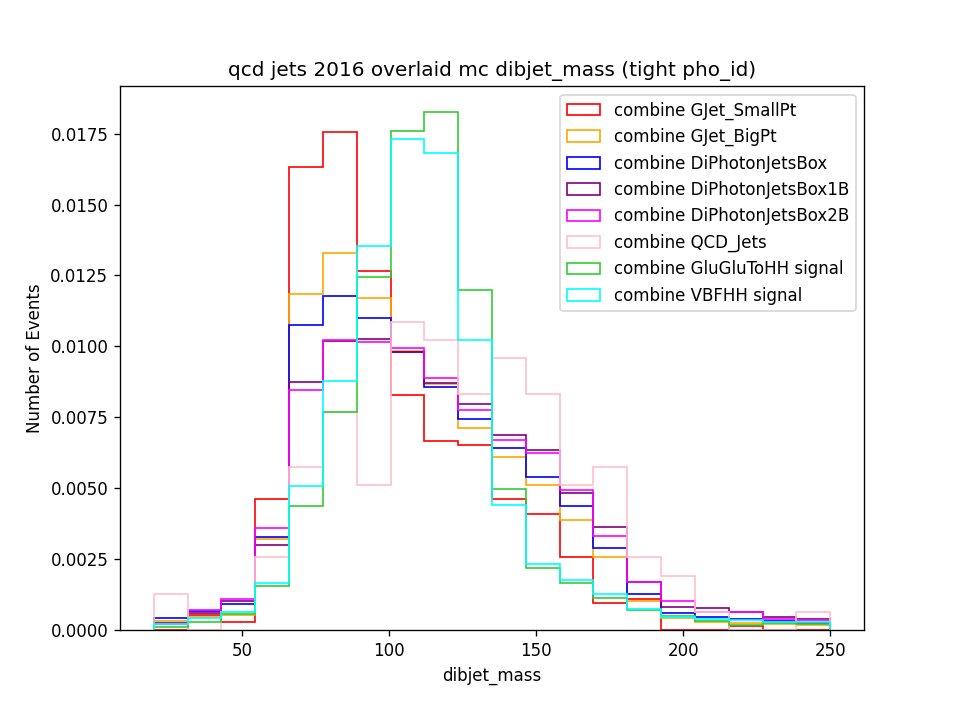 qcd jets 2016 overlaid mc dibjet_mass (tight pho_id)
combine GJet_SmallPt
combine GJet_BigPt
combine DiPhotonJetsBox
combine DiPhotonJetsBox1B
combine DiPhotonJetsBox2B
combine QCD_Jets
combine GluGluToHH signal
combine VBFHH signal
Number of Events
0.0175
0.0150
0.0125
0.0100
0.0075
0.0050
0.0025
0.0000
50
100
150
200
250
dibjet_mass